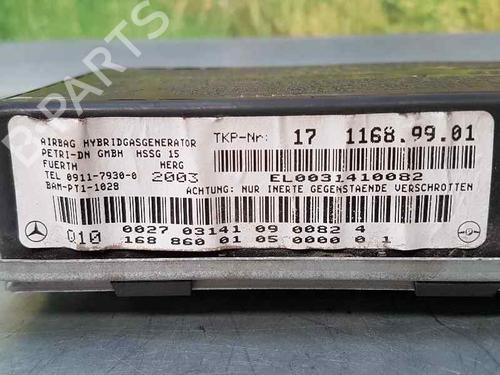 AIRBAG HYBRIDGASGENERATOR
PETRI-DN GMBH HSSG 15
FUERTH HERG
TEL 0911-7930-0 2003
BAM-PT1-1028
TKP-Nr: 17 1168.99.01
EL0031410082
ACHTUNG: NUR INERTE GEGENSTAENDE VERSCHROTTEN
010 0027 03141 09 0082 4
168 860 01 05 0000 0 1
B-PARTS